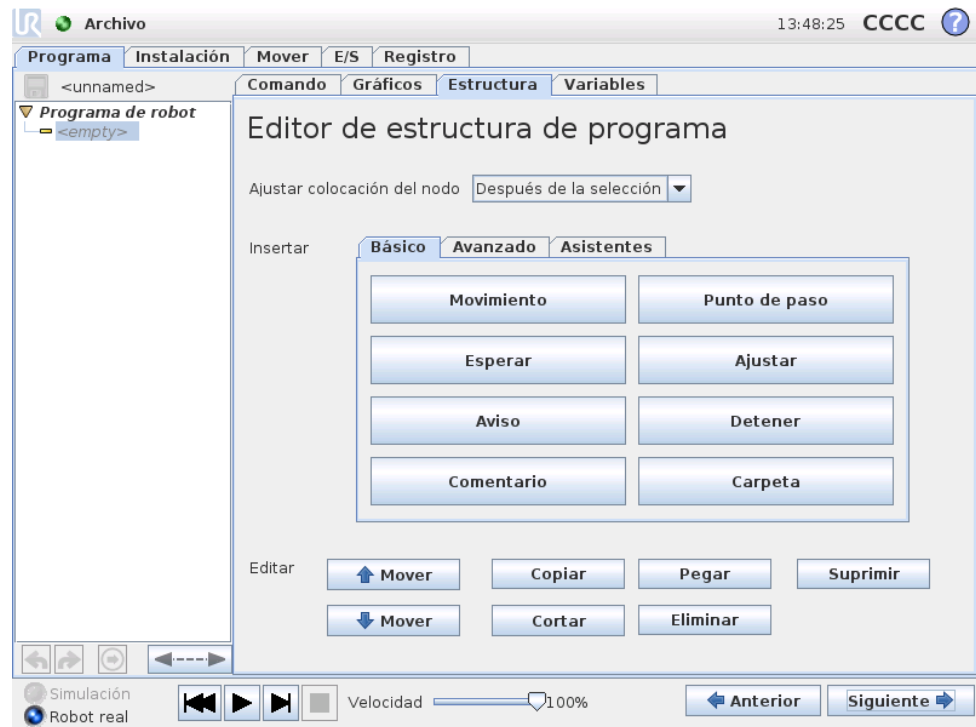 UR Archivo 13:48:25 CCCC ?
Programa Instalación Mover E/S Registro
<unnamed> Comando Gráficos Estructura Variables
Programa de robot
<empty>
Editor de estructura de programa
Ajustar colocación del nodo Después de la selección
Insertar Básico Avanzado Asistentes
Movimiento Punto de paso
Esperar Ajustar
Aviso Detener
Comentario Carpeta
Editar Mover Copiar Pegar Suprimir
Mover Cortar Eliminar
Simulación
Robot real
Velocidad 100% Anterior Siguiente